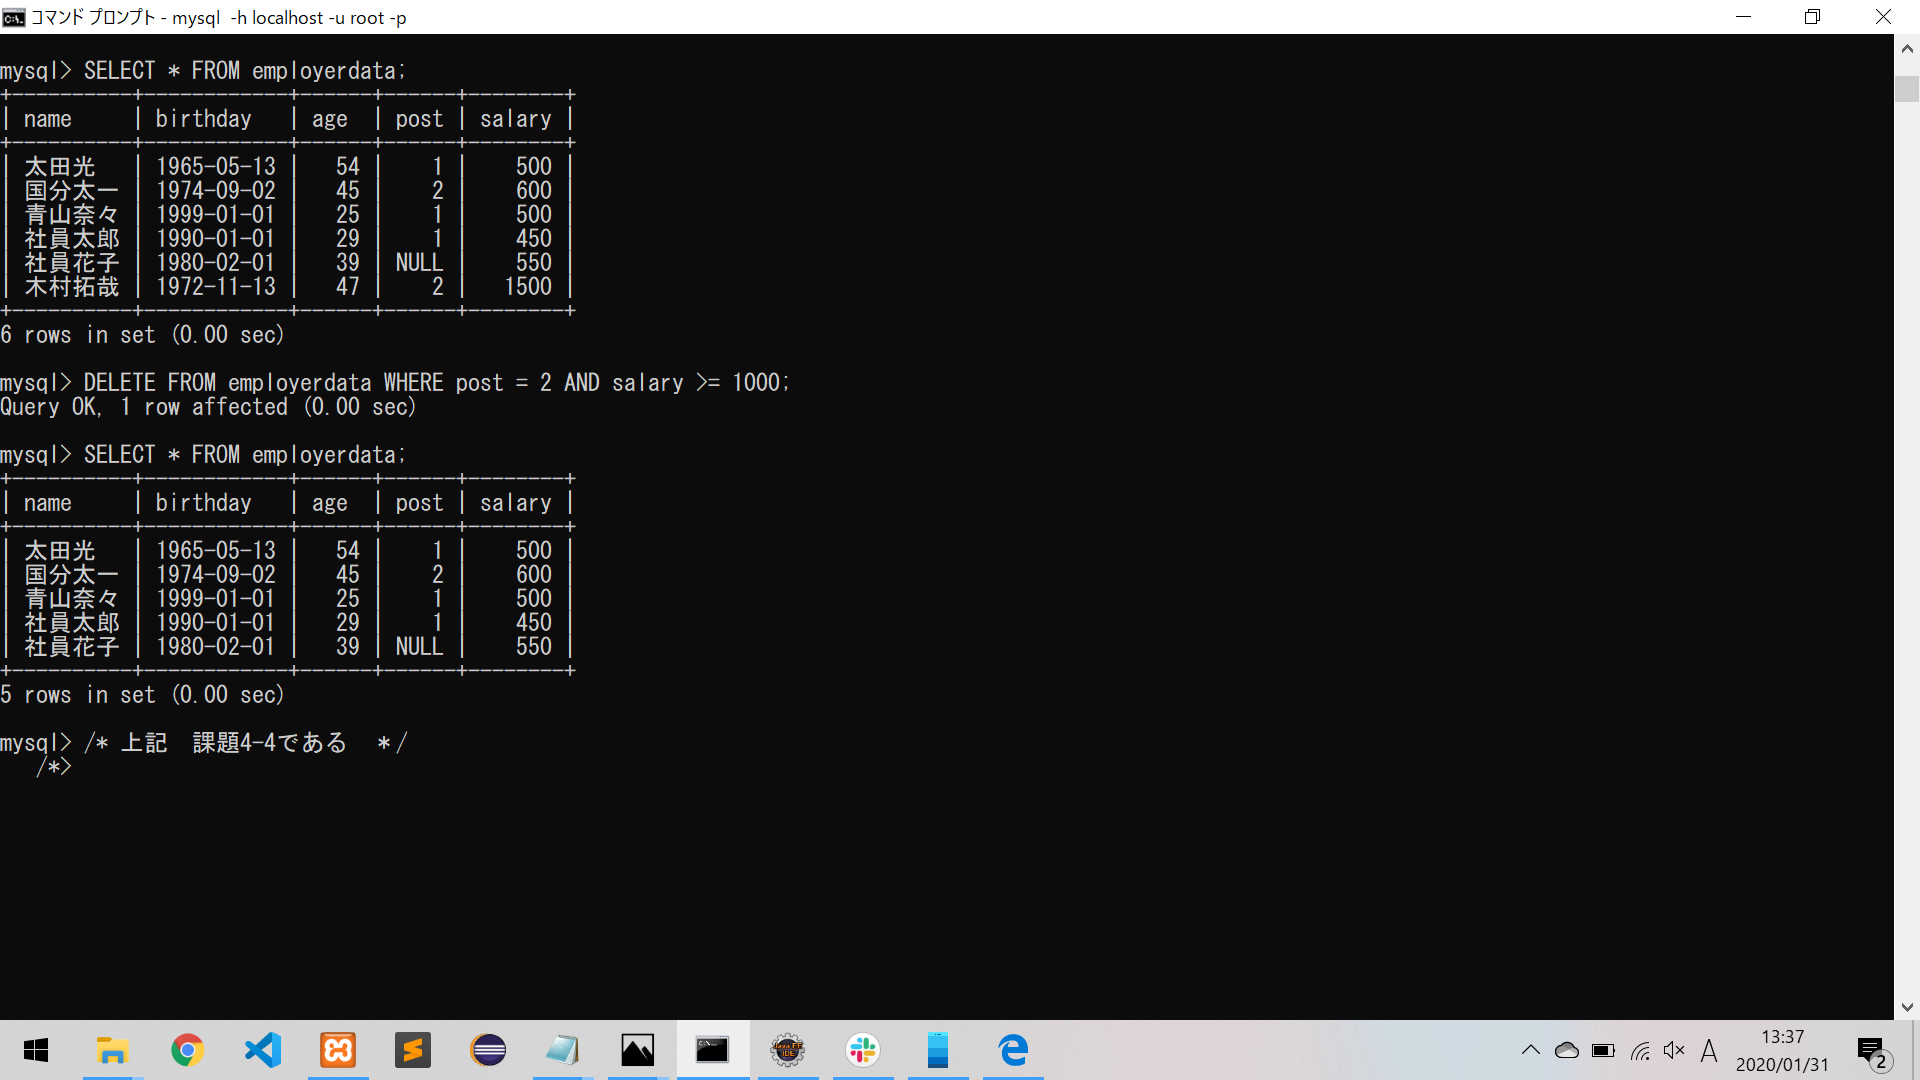 コマンド プロンプト - mysql  -h localhost -u root -p
mysql> SELECT * FROM employerdata;
+----------+------------+------+------+--------+
| name     | birthday   | age  | post | salary |
+----------+------------+------+------+--------+
| 太田光   | 1965-05-13 |   54 |    1 |    500 |
| 国分太一 | 1974-09-02 |   45 |    2 |    600 |
| 青山奈々 | 1999-01-01 |   25 |    1 |    500 |
| 社員太郎 | 1990-01-01 |   29 |    1 |    450 |
| 社員花子 | 1980-02-01 |   39 | NULL |    550 |
| 木村拓哉 | 1972-11-13 |   47 |    2 |   1500 |
+----------+------------+------+------+--------+
6 rows in set (0.00 sec)
mysql> DELETE FROM employerdata WHERE post = 2 AND salary >= 1000;
Query OK, 1 row affected (0.00 sec)
mysql> SELECT * FROM employerdata;
+----------+------------+------+------+--------+
| name     | birthday   | age  | post | salary |
+----------+------------+------+------+--------+
| 太田光   | 1965-05-13 |   54 |    1 |    500 |
| 国分太一 | 1974-09-02 |   45 |    2 |    600 |
| 青山奈々 | 1999-01-01 |   25 |    1 |    500 |
| 社員太郎 | 1990-01-01 |   29 |    1 |    450 |
| 社員花子 | 1980-02-01 |   39 | NULL |    550 |
+----------+------------+------+------+--------+
5 rows in set (0.00 sec)
mysql> /* 上記　課題4-4である　＊/
   /*>
Java EE IDE
A
13:37
2020/01/31
2